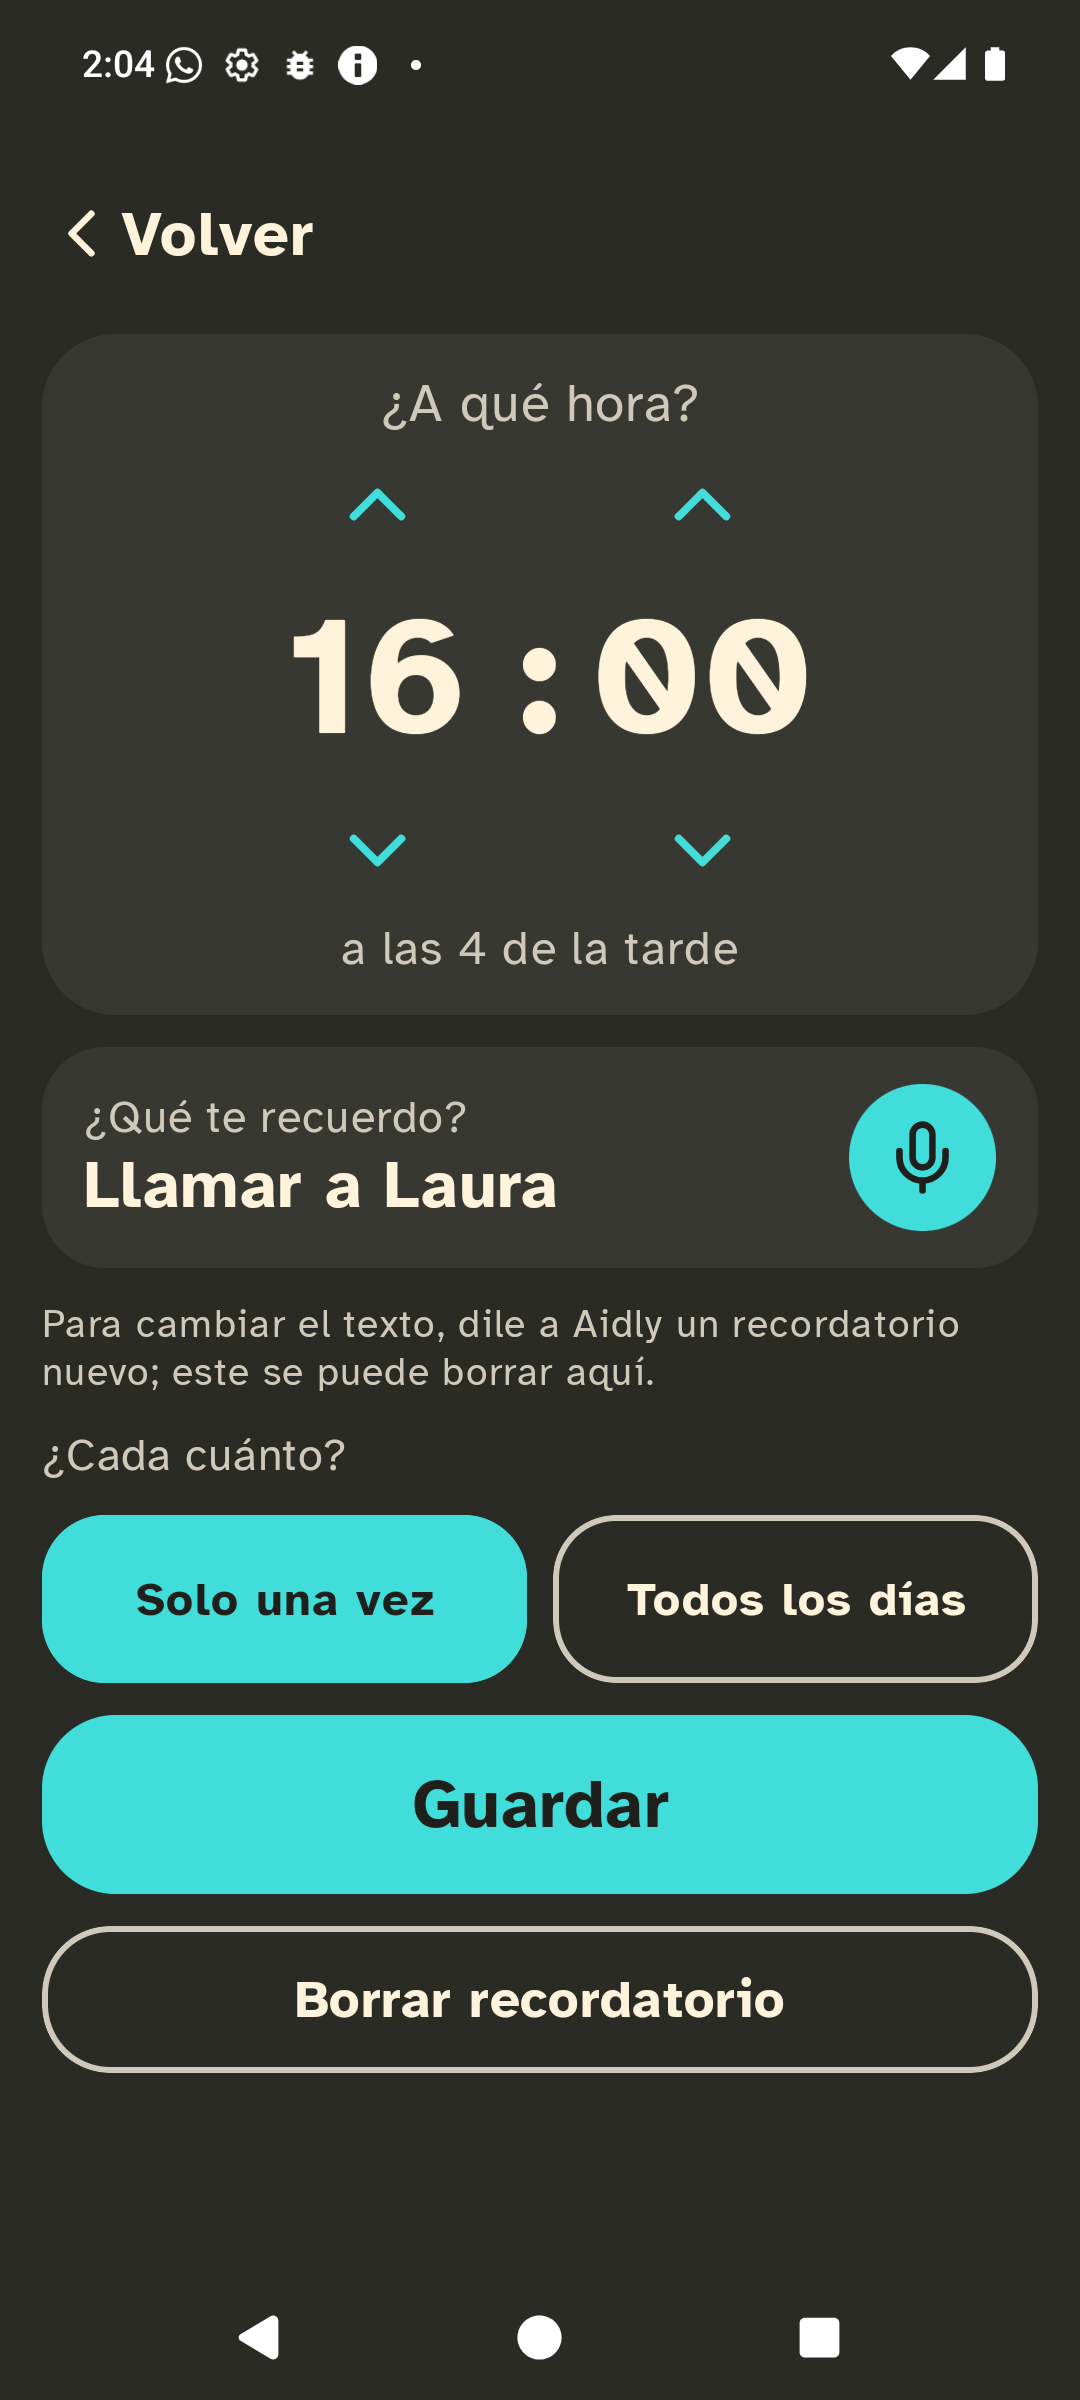 2:04
Volver
¿A qué hora?
16 : 00
a las 4 de la tarde
¿Qué te recuerdo?
Llamar a Laura
Para cambiar el texto, dile a Aidly un recordatorio
nuevo; este se puede borrar aquí.
¿Cada cuánto?
Solo una vez
Todos los días
Guardar
Borrar recordatorio